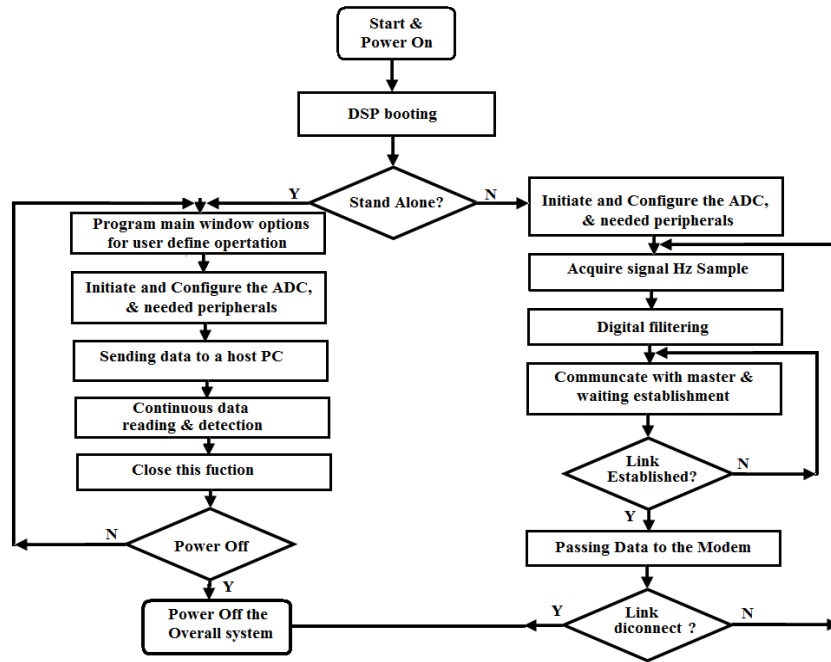 Start &
Power On
DSP booting
Stand Alone?
Y
N
Program main window options
for user define opertation
Initiate and Configure the ADC,
& needed peripherals
Sending data to a host PC
Continuous data
reading & detection
Close this fuction
Power Off
N
Y
Power Off the
Overall system
Initiate and Configure the ADC,
& needed peripherals
Acquire signal Hz Sample
Digital filitering
Communcate with master &
waiting establishment
Link
Established?
N
Y
Passing Data to the Modem
Link
diconnect ?
Y
N